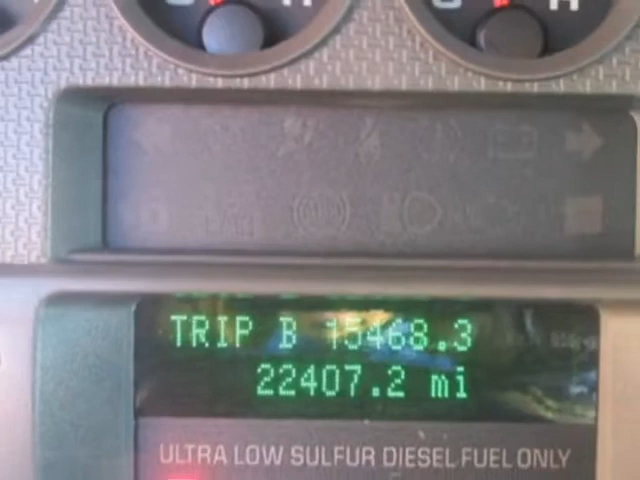 C H
C H
TRIP B 15468.3
22407.2 mi
ULTRA LOW SULFUR DIESEL FUEL ONLY